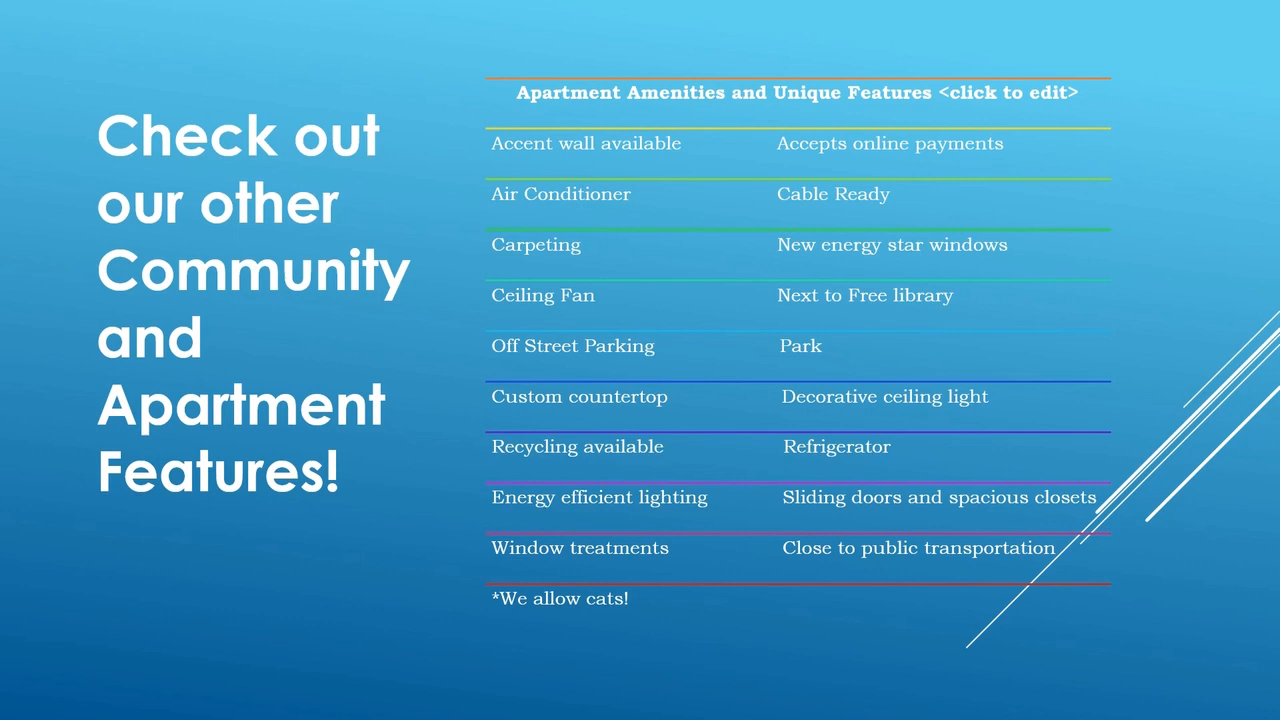 Check out
our other
Community
and
Apartment
Features!
Apartment Amenities and Unique Features <click to edit>
Accent wall available Accepts online payments
Air Conditioner Cable Ready
Carpeting New energy star windows
Ceiling Fan Next to Free library
Off Street Parking Park
Custom countertop Decorative ceiling light
Recycling available Refrigerator
Energy efficient lighting Sliding doors and spacious closets
Window treatments Close to public transportation
*We allow cats!